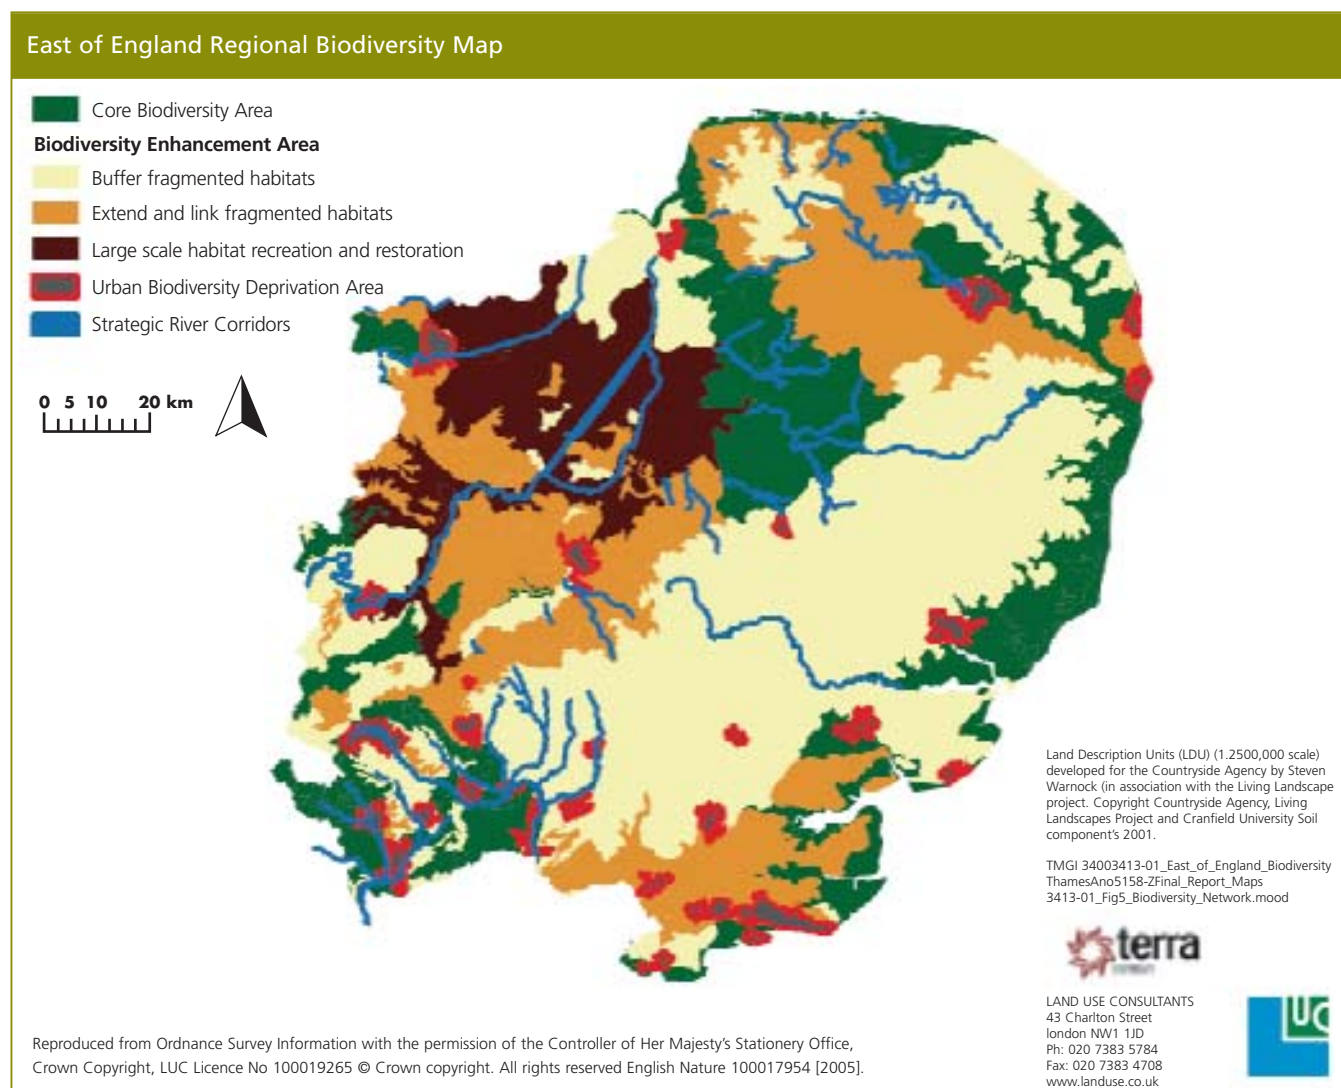 East of England Regional Biodiversity Map
Core Biodiversity Area
Biodiversity Enhancement Area
Buffer fragmented habitats
Extend and link fragmented habitats
Large scale habitat recreation and restoration
Urban Biodiversity Deprivation Area
Strategic River Corridors
0 5 10 20 km
Land Description Units (LDU) (1.2500,000 scale)
developed for the Countryside Agency by Steven
Warnock (in association with the Living Landscape
project. Copyright Countryside Agency, Living
Landscapes Project and Cranfield University Soil
component's 2001.
TMGI 34003413-01_East_of_England_Biodiversity
ThamesAno5158-ZFinal_Report_Maps
3413-01_Fig5_Biodiversity_Network.mood
terra
LAND USE CONSULTANTS
43 Charlton Street
london NW1 1JD
Ph: 020 7383 5784
Fax: 020 7383 4708
www.landuse.co.uk
LUC
Reproduced from Ordnance Survey Information with the permission of the Controller of Her Majesty's Stationery Office,
Crown Copyright, LUC Licence No 100019265 © Crown copyright. All rights reserved English Nature 100017954 [2005].